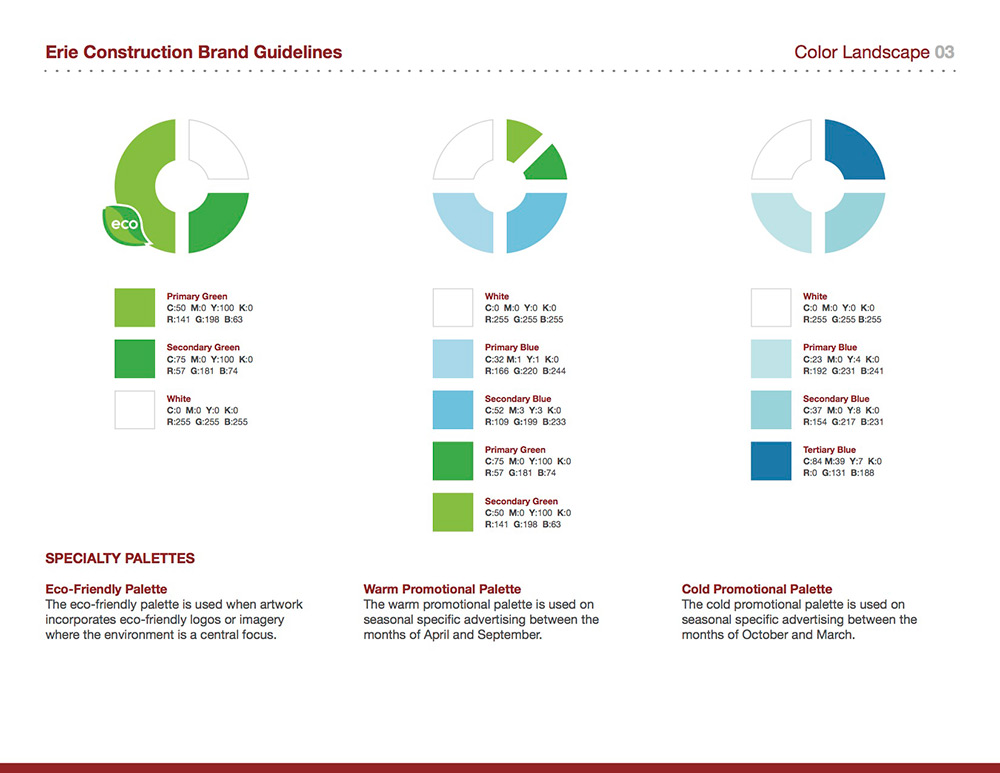 Erie Construction Brand Guidelines
Color Landscape 03
eco
Primary Green
C:50 M:0 Y:100 K:0
R:141 G:198 B:63
Secondary Green
C:75 M:0 Y:100 K:0
R:57 G:181 B:74
White
C:0 M:0 Y:0 K:0
R:255 G:255 B:255
White
C:0 M:0 Y:0 K:0
R:255 G:255 B:255
Primary Blue
C:32 M:1 Y:1 K:0
R:166 G:220 B:244
Secondary Blue
C:52 M:3 Y:3 K:0
R:109 G:199 B:233
Primary Green
C:75 M:0 Y:100 K:0
R:57 G:181 B:74
Secondary Green
C:50 M:0 Y:100 K:0
R:141 G:198 B:63
White
C:0 M:0 Y:0 K:0
R:255 G:255 B:255
Primary Blue
C:23 M:0 Y:4 K:0
R:192 G:231 B:241
Secondary Blue
C:37 M:0 Y:8 K:0
R:154 G:217 B:231
Tertiary Blue
C:84 M:39 Y:7 K:0
R:0 G:131 B:188
SPECIALTY PALETTES
Eco-Friendly Palette
The eco-friendly palette is used when artwork
incorporates eco-friendly logos or imagery
where the environment is a central focus.
Warm Promotional Palette
The warm promotional palette is used on
seasonal specific advertising between the
months of April and September.
Cold Promotional Palette
The cold promotional palette is used on
seasonal specific advertising between the
months of October and March.